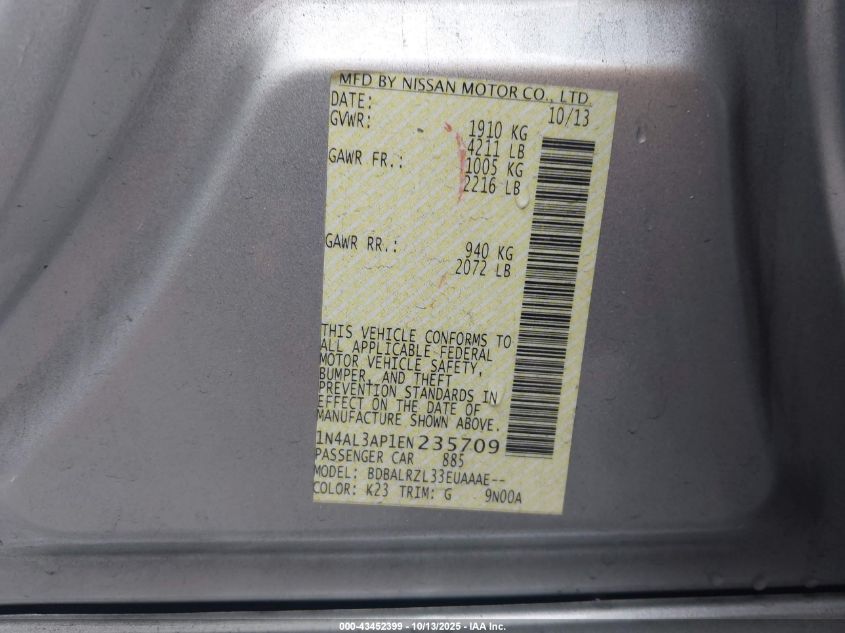 MFD BY NISSAN MOTOR CO., LTD.
DATE: 10/13
GVWR: 1910 KG
4211 LB
GAWR FR.: 1005 KG
2216 LB
GAWR RR.: 940 KG
2072 LB
THIS VEHICLE CONFORMS TO
ALL APPLICABLE FEDERAL
MOTOR VEHICLE SAFETY,
BUMPER, AND THEFT
PREVENTION STANDARDS IN
EFFECT ON THE DATE OF
MANUFACTURE SHOWN ABOVE.
1N4AL3AP1EN235709
PASSENGER CAR 885
MODEL: BDBALRZL33EUAAAE--
COLOR: K23 TRIM: G 9N00A
000-43452399 - 10/13/2025 - IAA Inc.